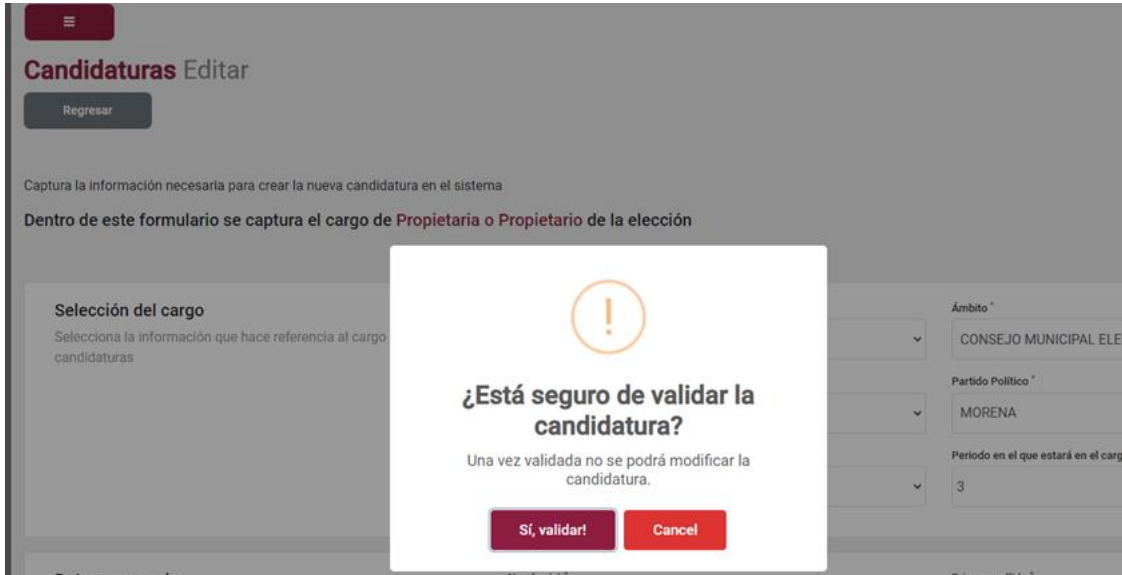 Candidaturas Editar
Regresar
Captura la información necesaria para crear la nueva candidatura en el sistema
Dentro de este formulario se captura el cargo de Propietaria o Propietario de la elección
Selección del cargo
Selecciona la información que hace referencia al cargo
candidaturas
¿Está seguro de validar la
candidatura?
Una vez validada no se podrá modificar la
candidatura.
Sí, validar!
Cancel
Ámbito *
CONSEJO MUNICIPAL ELE
Partido Político *
MORENA
Periodo en el que estará en el carg
3